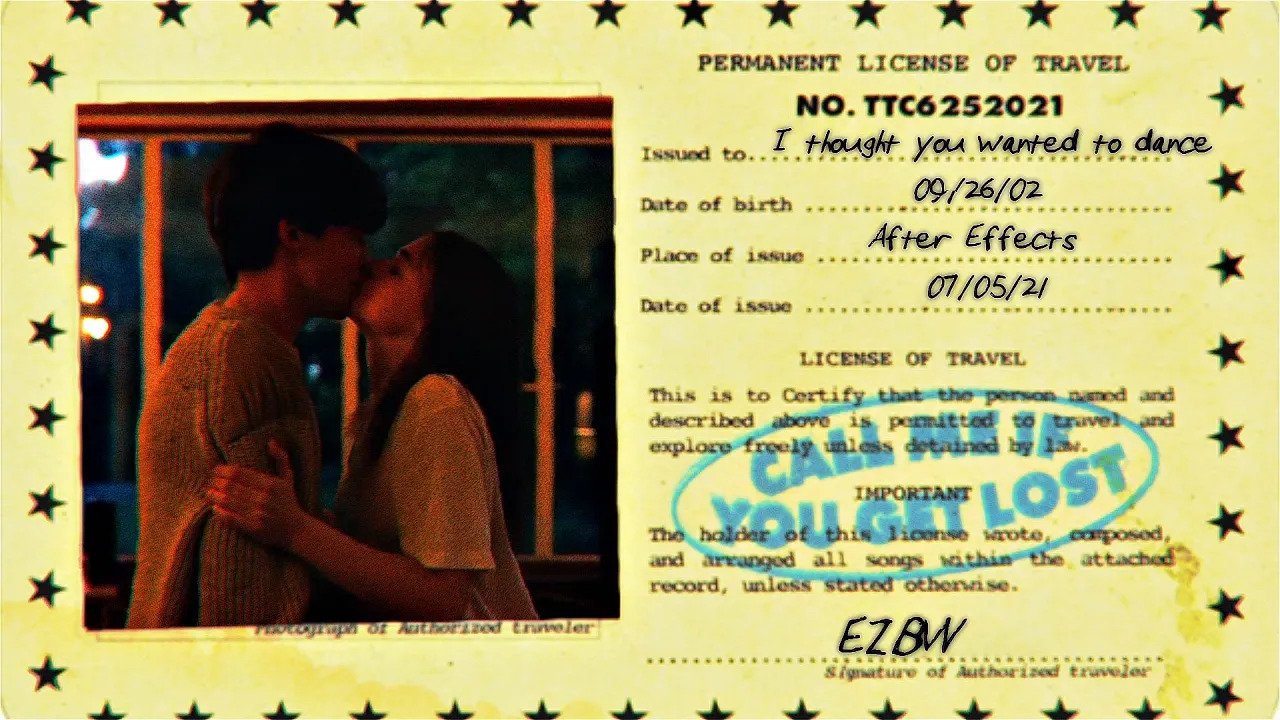 PERMANENT LICENSE OF TRAVEL
NO. TTC6252021
Issued to.. I thought you wanted to dance
Date of birth 09/26/02
Place of issue After Effects
Date of issue 07/05/21
LICENSE OF TRAVEL
This is to Certify that the person named and
described above is permitted to travel and
explore freely unless detained by law.
CALL ME IF
YOU GET LOST
IMPORTANT
The holder of this license wrote, composed,
and arranged all songs within the attached
record, unless stated otherwise.
Photograph of Authorized traveler
EZBW
Signature of Authorized traveler